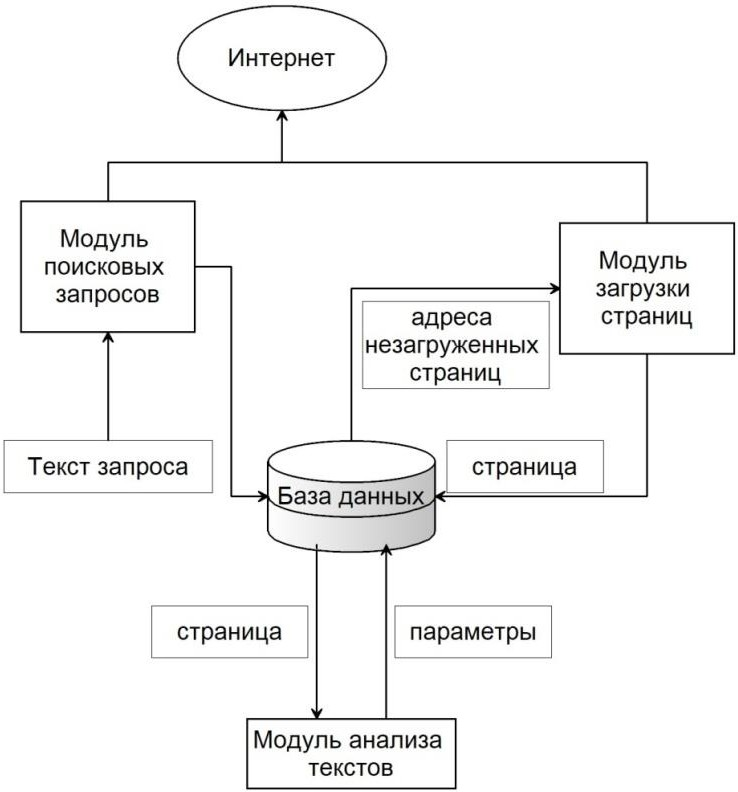 Интернет
Модуль
поисковых
запросов
Модуль
загрузки
страниц
адреса
незагруженных
страниц
Текст запроса
База данных
страница
страница
параметры
Модуль анализа
текстов